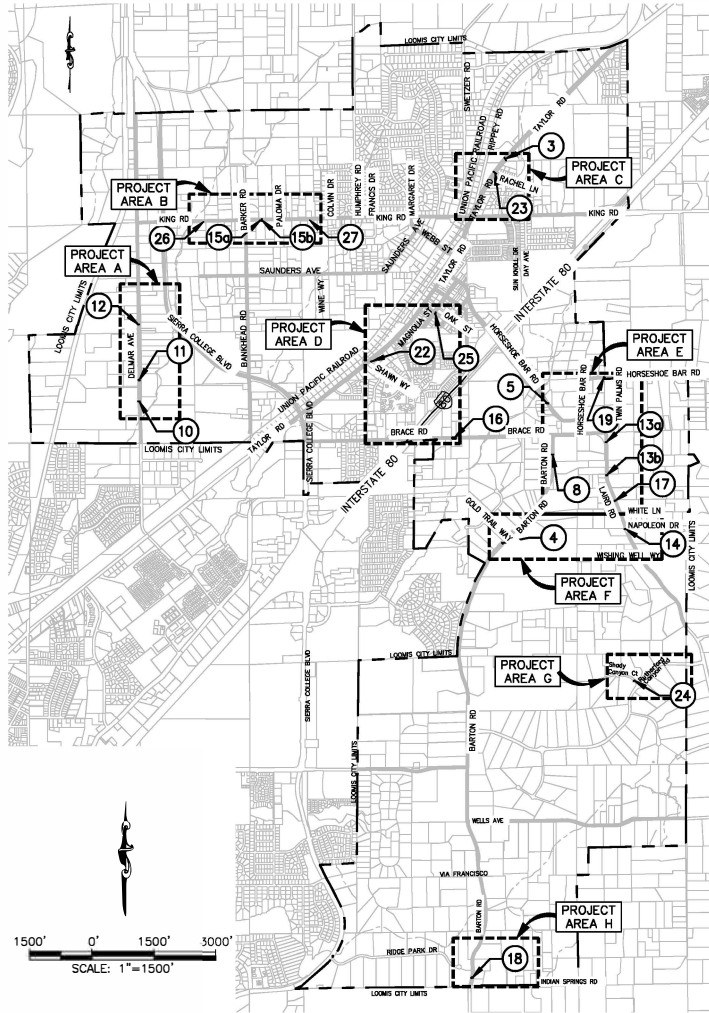 LOOMIS CITY LIMITS
SWETZER RD
UNION PACIFIC RAILROAD
RIPPEY RD
TAYLOR RD
3
PROJECT
AREA C
RACHEL LN
TAYLOR RD
23
PROJECT
AREA B
BARKER RD
PALOMA DR
COLVIN DR
HUMPHREY RD
FRANCIS DR
MARGARET DR
KING RD
KING RD
KING RD
26
15a
15b
27
SAUNDERS AVE
WEBB ST
TAYLOR RD
SUN KNOLL DR
DAY AVE
PROJECT
AREA A
SAUNDERS AVE
WINE WY
INTERSTATE 80
LOOMIS CITY LIMITS
12
DELMAR AVE
11
10
SIERRA COLLEGE BLVD
BANKHEAD RD
PROJECT
AREA D
MAGNOLIA ST
OAK ST
UNION PACIFIC RAILROAD
22
25
SHAWN WY
80
HORSESHOE BAR RD
PROJECT
AREA E
HORSESHOE BAR RD
HORSESHOE BAR RD
TWIN PALMS RD
5
19
13a
16
BRACE RD
BRACE RD
LOOMIS CITY LIMITS
TAYLOR RD
SIERRA COLLEGE BLVD
INTERSTATE 80
BARTON RD
8
13b
17
LAIRD RD
WHITE LN
GOLD TRAIL WAY
BARTON RD
NAPOLEON DR
4
14
WISHING WELL WY
LOOMIS CITY LIMITS
PROJECT
AREA F
LOOMIS CITY LIMITS
SIERRA COLLEGE BLVD
PROJECT
AREA G
Shady
Canyon Ct
Rutherford
Canyon Rd
24
BARTON RD
LOOMIS CITY LIMITS
WELLS AVE
VIA FRANCISCO
BARTON RD
PROJECT
AREA H
RIDGE PARK DR
18
INDIAN SPRINGS RD
LOOMIS CITY LIMITS
1500' 0' 1500' 3000'
SCALE: 1"=1500'